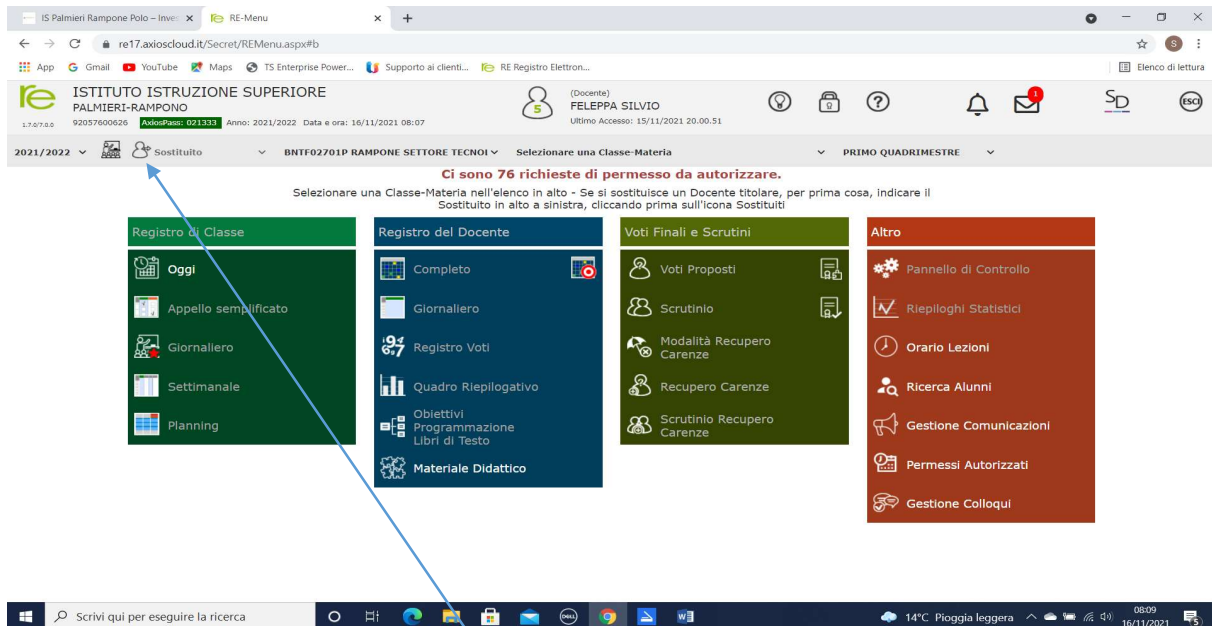 IS Palmieri Rampone Polo – Inver
RE-Menu
re17.axioscloud.it/Secret/REMenu.aspx#b
S
App
Gmail
YouTube
Maps
TS Enterprise Power...
Supporto ai clienti...
RE Registro Elettron...
Elenco di lettura
re
1.7.0/7.0.0
ISTITUTO ISTRUZIONE SUPERIORE
PALMIERI-RAMPONO
92057600626 AxiosPass: 021333 Anno: 2021/2022 Data e ora: 16/11/2021 08:07
5
(Docente)
FELEPPA SILVIO
Ultimo Accesso: 15/11/2021 20.00.51
?
1
SD
ESCI
2021/2022
Sostituito
BNTF02701P RAMPONE SETTORE TECNOI
Selezionare una Classe-Materia
PRIMO QUADRIMESTRE
Ci sono 76 richieste di permesso da autorizzare.
Selezionare una Classe-Materia nell'elenco in alto - Se si sostituisce un Docente titolare, per prima cosa, indicare il
Sostituito in alto a sinistra, cliccando prima sull'icona Sostituiti
Registro di Classe
Oggi
Appello semplificato
Giornaliero
Settimanale
Planning
Registro del Docente
Completo
Giornaliero
Registro Voti
Quadro Riepilogativo
Obiettivi
Programmazione
Libri di Testo
Materiale Didattico
Voti Finali e Scrutini
Voti Proposti
Scrutinio
Modalità Recupero
Carenze
Recupero Carenze
Scrutinio Recupero
Carenze
Altro
Pannello di Controllo
Riepiloghi Statistici
Orario Lezioni
Ricerca Alunni
Gestione Comunicazioni
Permessi Autorizzati
Gestione Colloqui
Scrivi qui per eseguire la ricerca
DELL
14°C Pioggia leggera
08:09
16/11/2021
5